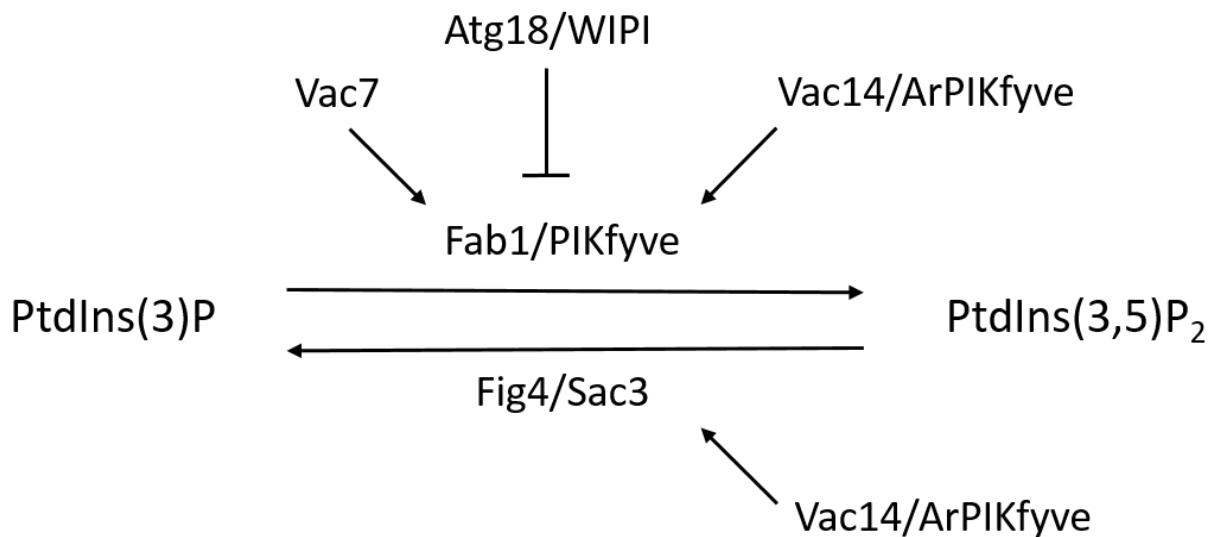 Atg18/WIPI
Vac7
Vac14/ArPIKfyve
Fab1/PIKfyve
PtdIns(3)P
PtdIns(3,5)P₂
Fig4/Sac3
Vac14/ArPIKfyve